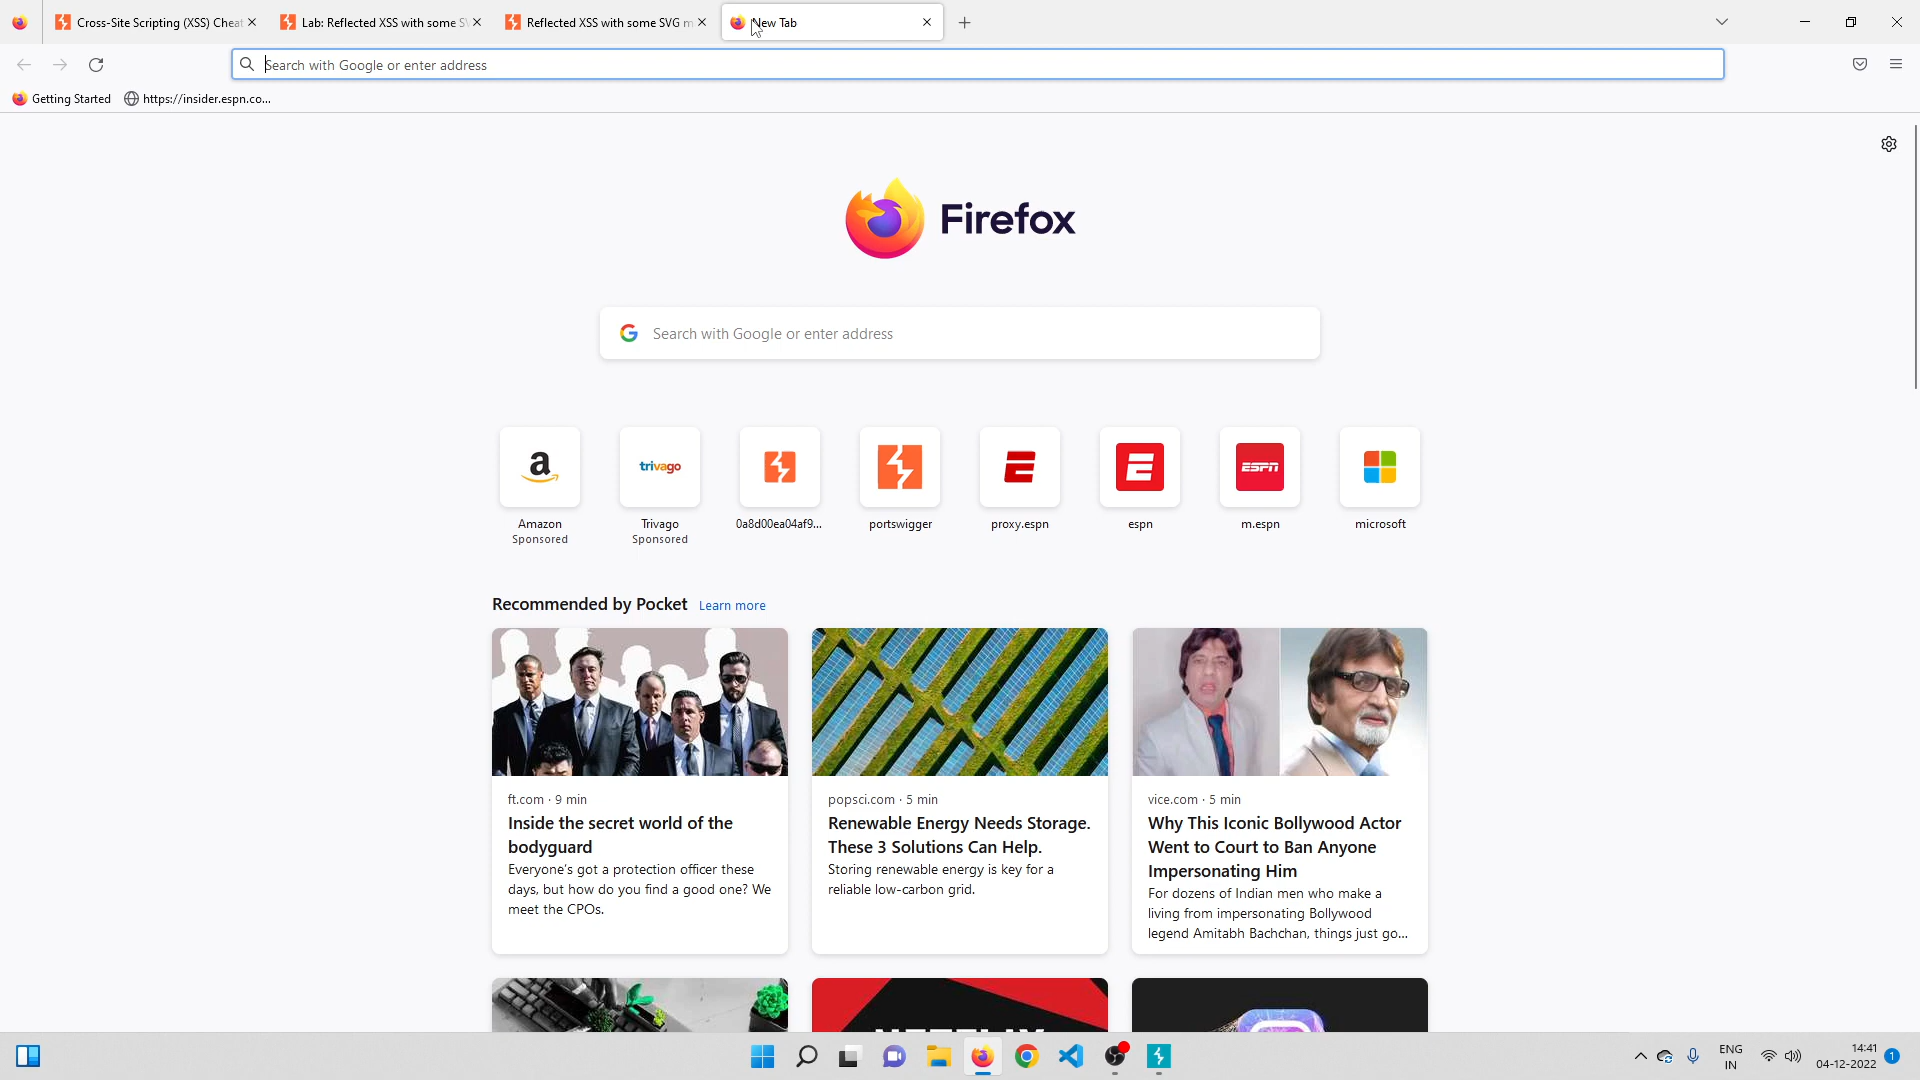 Cross-Site Scripting (XSS) Cheat
Lab: Reflected XSS with some SV
Reflected XSS with some SVG m
New Tab
Search with Google or enter address
Getting Started
https://insider.espn.co...
Firefox
Search with Google or enter address
a
trivago
ESPN
Amazon
Sponsored
Trivago
Sponsored
0a8d00ea04af9...
portswigger
proxy.espn
espn
m.espn
microsoft
Recommended by Pocket Learn more
ft.com · 9 min
Inside the secret world of the
bodyguard
Everyone's got a protection officer these
days, but how do you find a good one? We
meet the CPOs.
popsci.com · 5 min
Renewable Energy Needs Storage.
These 3 Solutions Can Help.
Storing renewable energy is key for a
reliable low-carbon grid.
vice.com · 5 min
Why This Iconic Bollywood Actor
Went to Court to Ban Anyone
Impersonating Him
For dozens of Indian men who make a
living from impersonating Bollywood
legend Amitabh Bachchan, things just go...
NETFLIX
ENG
IN
14:41
04-12-2022
1